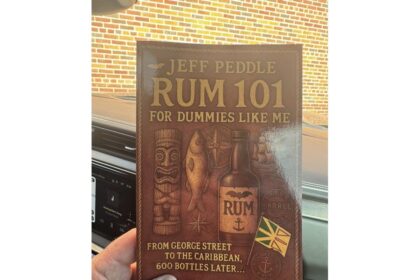 JEFF PEDDLE
RUM 101
FOR DUMMIES LIKE ME
RUM
FROM GEORGE STREET
TO THE CARIBBEAN,
600 BOTTLES LATER...